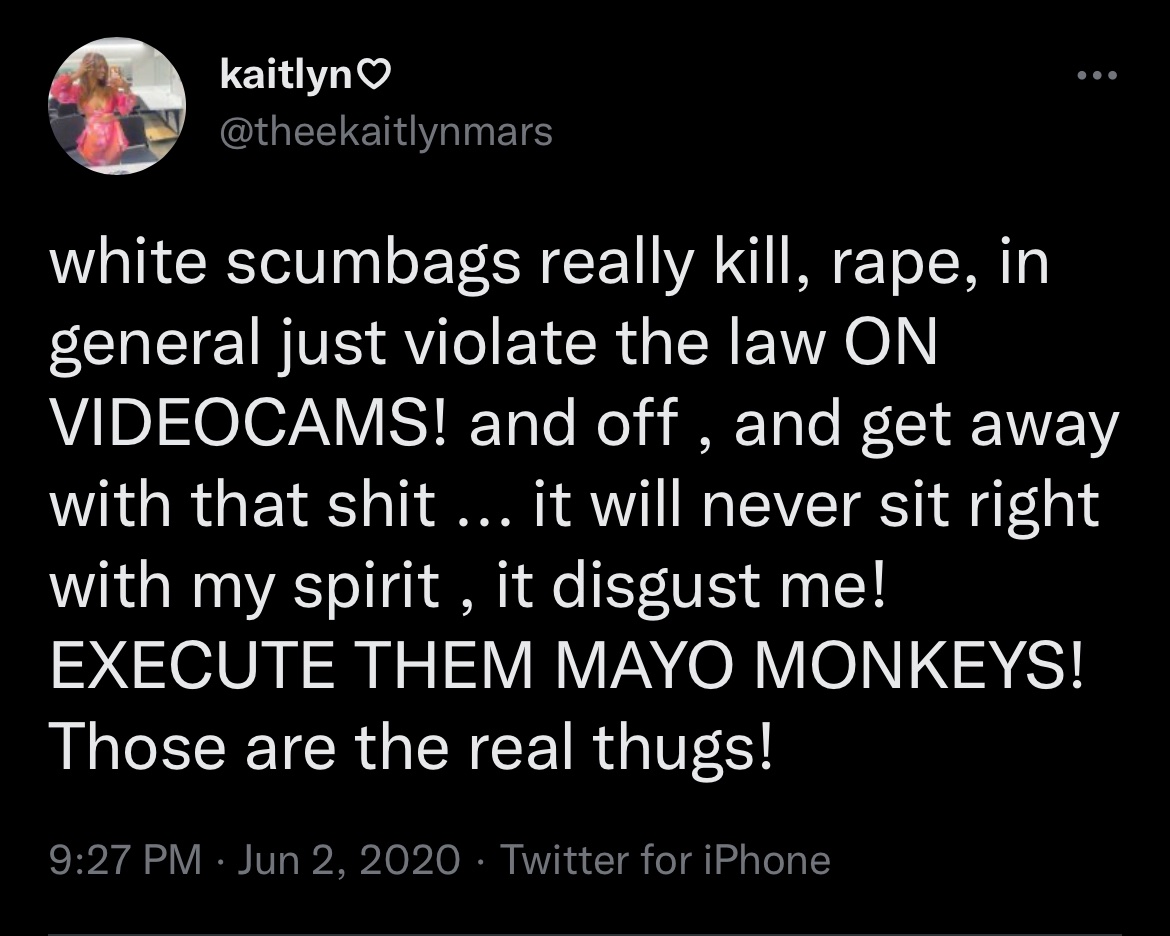 kaitlyn♡
@theekaitlynmars
white scumbags really kill, rape, in
general just violate the law ON
VIDEOCAMS! and off , and get away
with that shit ... it will never sit right
with my spirit , it disgust me!
EXECUTE THEM MAYO MONKEYS!
Those are the real thugs!
9:27 PM · Jun 2, 2020 · Twitter for iPhone